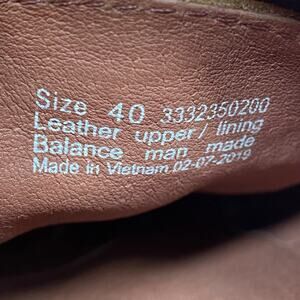 Size 40 3332350200
Leather upper/ lining
Balance man made
Made in Vietnam 02-07-2019